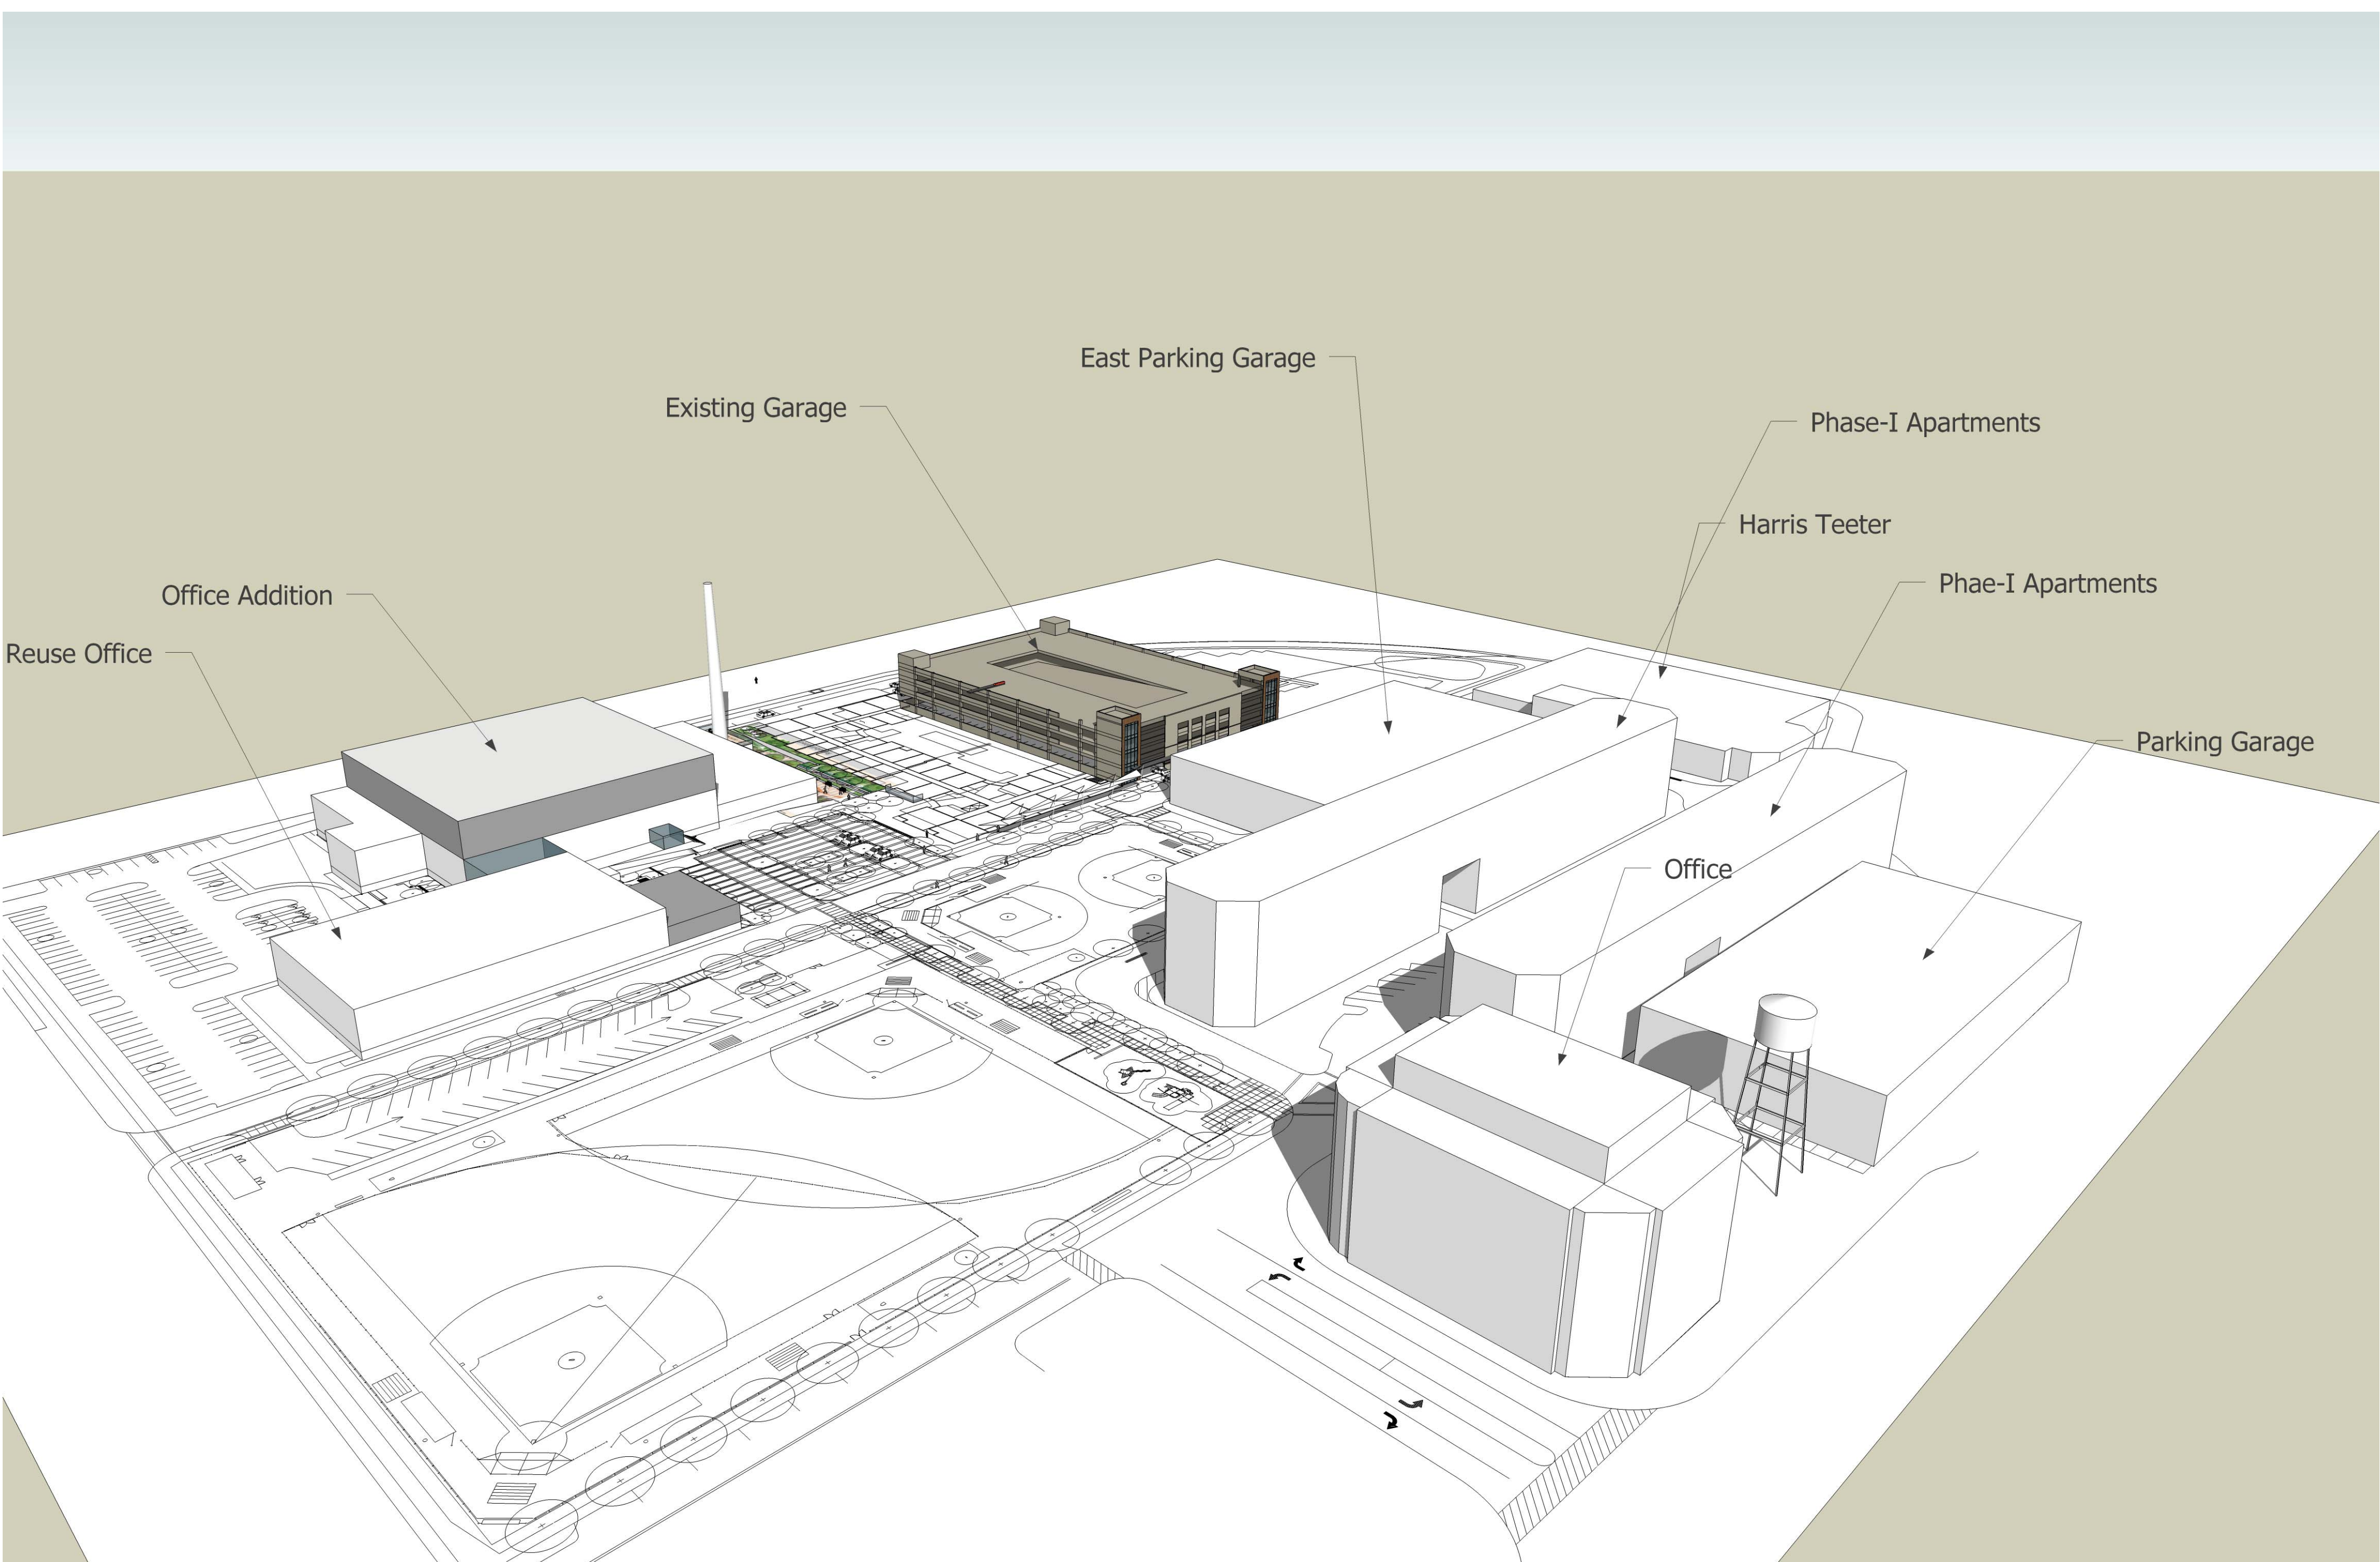 East Parking Garage
Existing Garage
Phase-I Apartments
Harris Teeter
Phae-I Apartments
Office Addition
Reuse Office
Parking Garage
Office